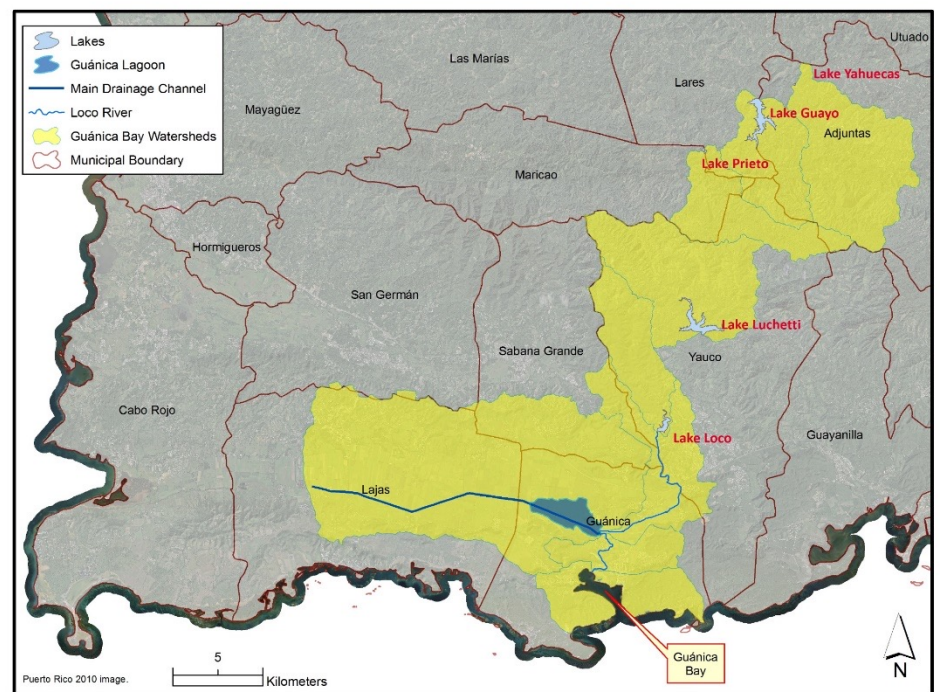 Lakes
Guánica Lagoon
Main Drainage Channel
Loco River
Guánica Bay Watersheds
Municipal Boundary
Utuado
Las Marías
Lares
Lake Yahuecas
Mayagüez
Lake Guayo
Adjuntas
Lake Prieto
Maricao
Hormigueros
San Germán
Lake Luchetti
Sabana Grande
Yauco
Cabo Rojo
Guayanilla
Lake Loco
Lajas
Guánica
Guánica
Bay
N
5
Kilometers
Puerto Rico 2010 image.